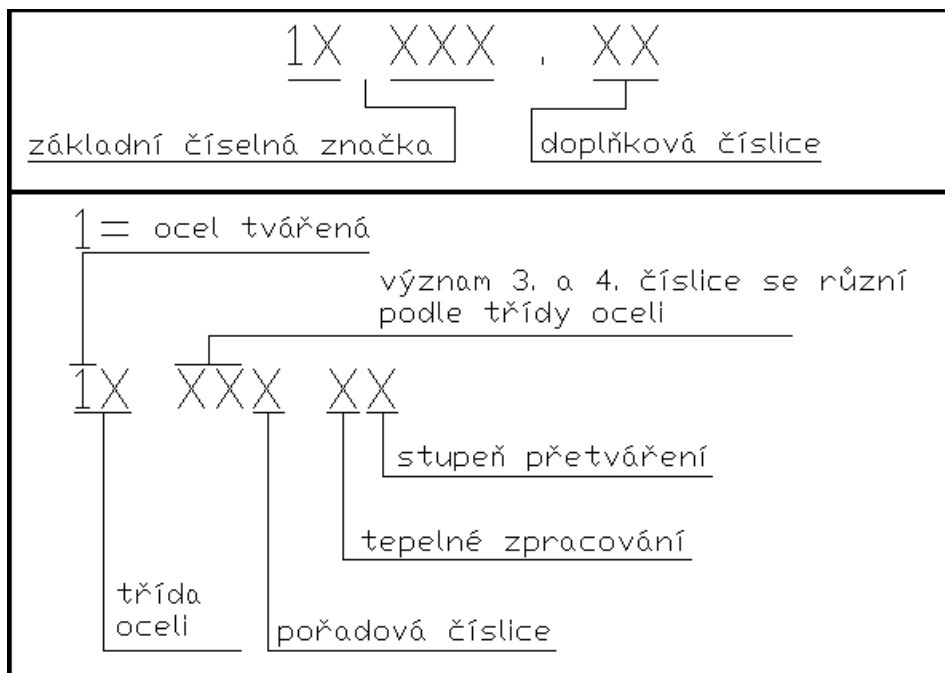 1X XXX . XX
základní číselná značka
doplňková číslice
1= ocel tvářená
význam 3. a 4. číslice se různí
podle třídy oceli
1X XXX XX
stupeň přetváření
tepelné zpracování
třída
oceli
pořadová číslice